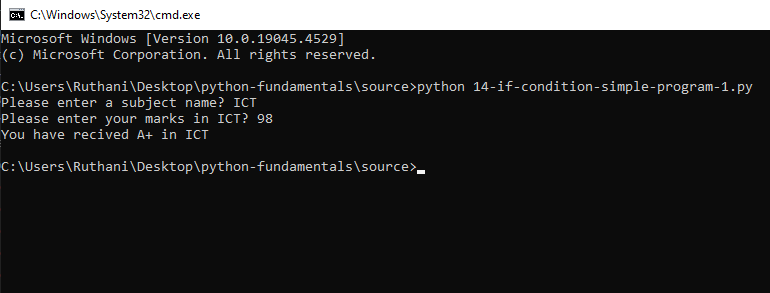 C:\Windows\System32\cmd.exe
Microsoft Windows [Version 10.0.19045.4529]
(c) Microsoft Corporation. All rights reserved.
C:\Users\Ruthani\Desktop\python-fundamentals\source>python 14-if-condition-simple-program-1.py
Please enter a subject name? ICT
Please enter your marks in ICT? 98
You have recived A+ in ICT
C:\Users\Ruthani\Desktop\python-fundamentals\source>